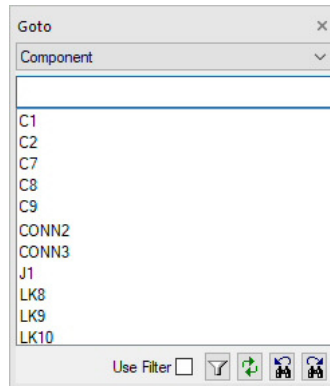 Goto
Component
C1
C2
C7
C8
C9
CONN2
CONN3
J1
LK8
LK9
LK10
Use Filter